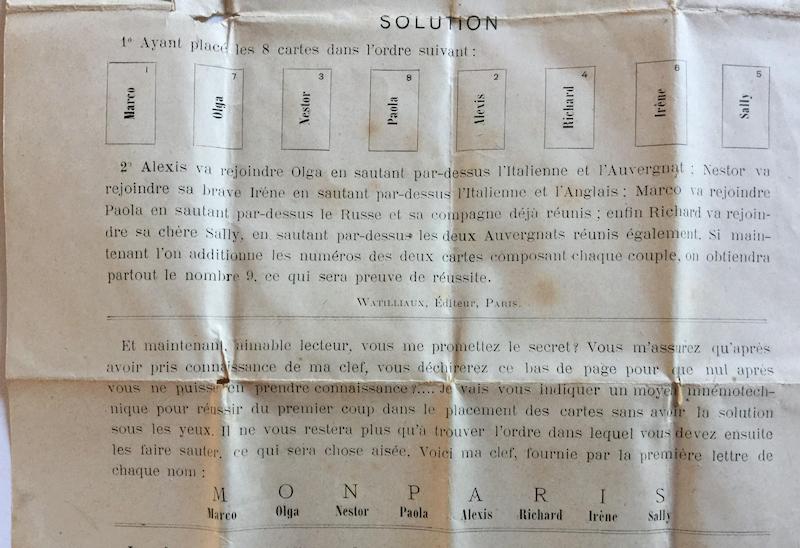 SOLUTION
1º Ayant placé les 8 cartes dans l'ordre suivant :
1 7 3 8 2 4 6 5
Marco Olga Nestor Paola Alexis Richard Irène Sally
2º Alexis va rejoindre Olga en sautant par-dessus l'Italienne et l'Auvergnat ; Nestor va
rejoindre sa brave Irène en sautant par-dessus l'Italienne et l'Anglais ; Marco va rejoindre
Paola en sautant par-dessus le Russe et sa compagne déjà réunis ; enfin Richard va rejoin-
dre sa chère Sally, en sautant par-dessus les deux Auvergnats réunis également. Si main-
tenant l'on additionne les numéros des deux cartes composant chaque couple, on obtiendra
partout le nombre 9, ce qui sera preuve de réussite.
WATILLIAUX, Éditeur, PARIS.
Et maintenant, aimable lecteur, vous me promettez le secret? Vous m'assurez qu'après
avoir pris connaissance de ma clef, vous déchirerez ce bas de page pour que nul après
vous ne puisse en prendre connaissance ?.... Je vais vous indiquer un moyen mnémotech-
nique pour réussir du premier coup dans le placement des cartes sans avoir la solution
sous les yeux. Il ne vous restera plus qu'à trouver l'ordre dans lequel vous devez ensuite
les faire sauter, ce qui sera chose aisée. Voici ma clef, fournie par la première lettre de
chaque nom :
M O N P A R I S
Marco Olga Nestor Paola Alexis Richard Irène Sally